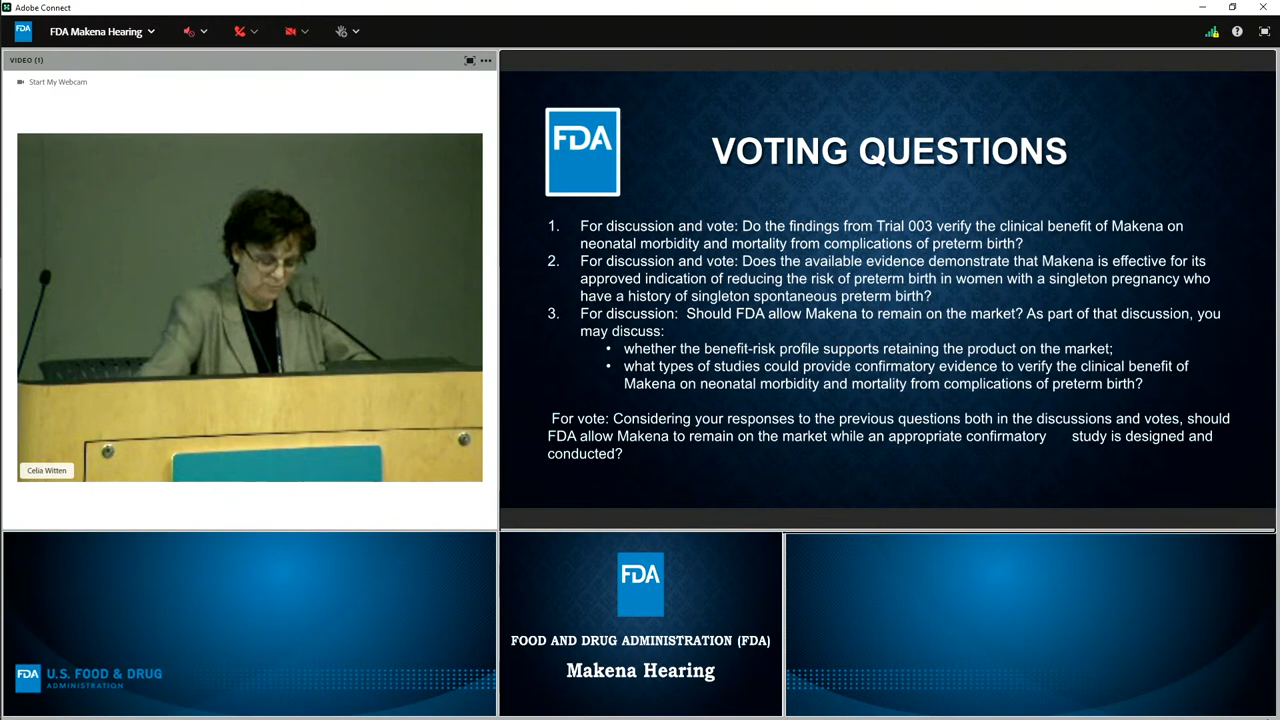 Adobe Connect
FDA
FDA Makena Hearing
VIDEO (1)
Start My Webcam
Celia Witten
FDA
VOTING QUESTIONS
1. For discussion and vote: Do the findings from Trial 003 verify the clinical benefit of Makena on
neonatal morbidity and mortality from complications of preterm birth?
2. For discussion and vote: Does the available evidence demonstrate that Makena is effective for its
approved indication of reducing the risk of preterm birth in women with a singleton pregnancy who
have a history of singleton spontaneous preterm birth?
3. For discussion: Should FDA allow Makena to remain on the market? As part of that discussion, you
may discuss:
• whether the benefit-risk profile supports retaining the product on the market;
• what types of studies could provide confirmatory evidence to verify the clinical benefit of
Makena on neonatal morbidity and mortality from complications of preterm birth?
For vote: Considering your responses to the previous questions both in the discussions and votes, should
FDA allow Makena to remain on the market while an appropriate confirmatory study is designed and
conducted?
FDA U.S. FOOD & DRUG
ADMINISTRATION
FDA
FOOD AND DRUG ADMINISTRATION (FDA)
Makena Hearing